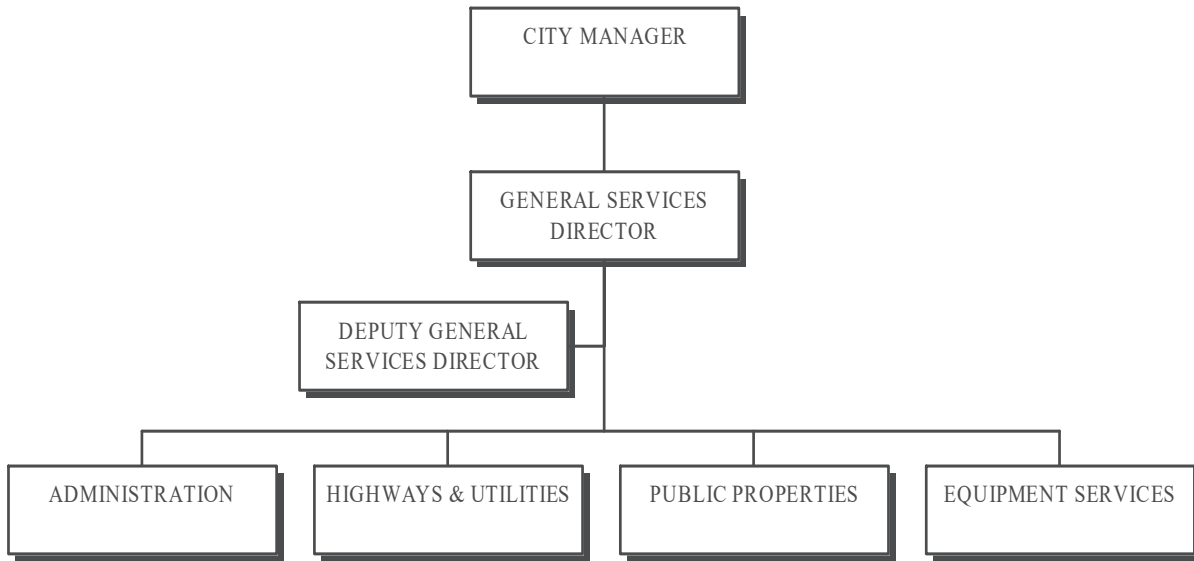 CITY MANAGER
GENERAL SERVICES
DIRECTOR
DEPUTY GENERAL
SERVICES DIRECTOR
ADMINISTRATION
HIGHWAYS & UTILITIES
PUBLIC PROPERTIES
EQUIPMENT SERVICES